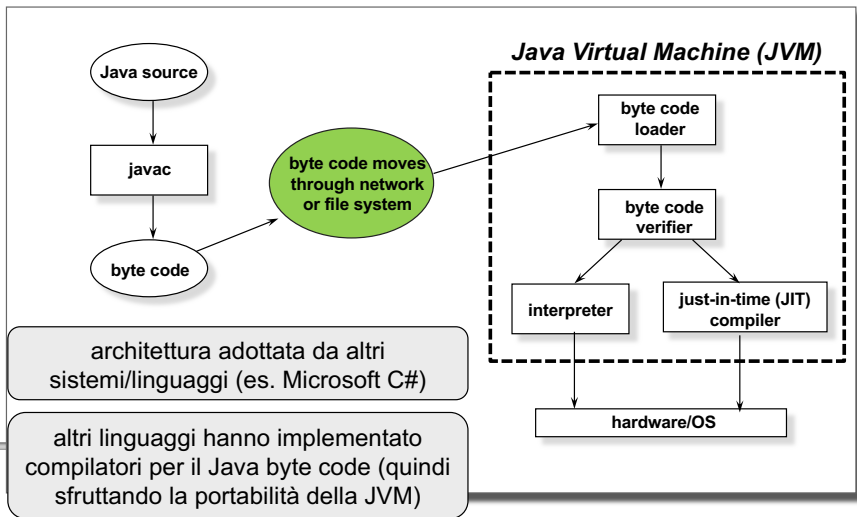 Java Virtual Machine (JVM)
Java source
javac
byte code
byte code moves
through network
or file system
byte code
loader
byte code
verifier
interpreter
just-in-time (JIT)
compiler
hardware/OS
architettura adottata da altri
sistemi/linguaggi (es. Microsoft C#)
altri linguaggi hanno implementato
compilatori per il Java byte code (quindi
sfruttando la portabilità della JVM)